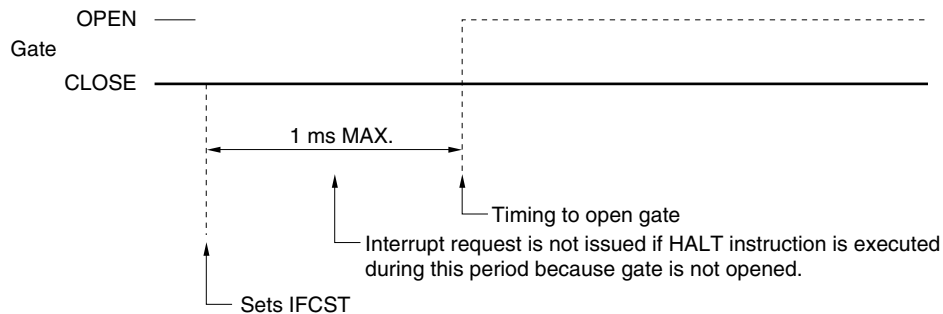 OPEN
Gate
CLOSE
1 ms MAX.
Timing to open gate
Interrupt request is not issued if HALT instruction is executed
during this period because gate is not opened.
Sets IFCST